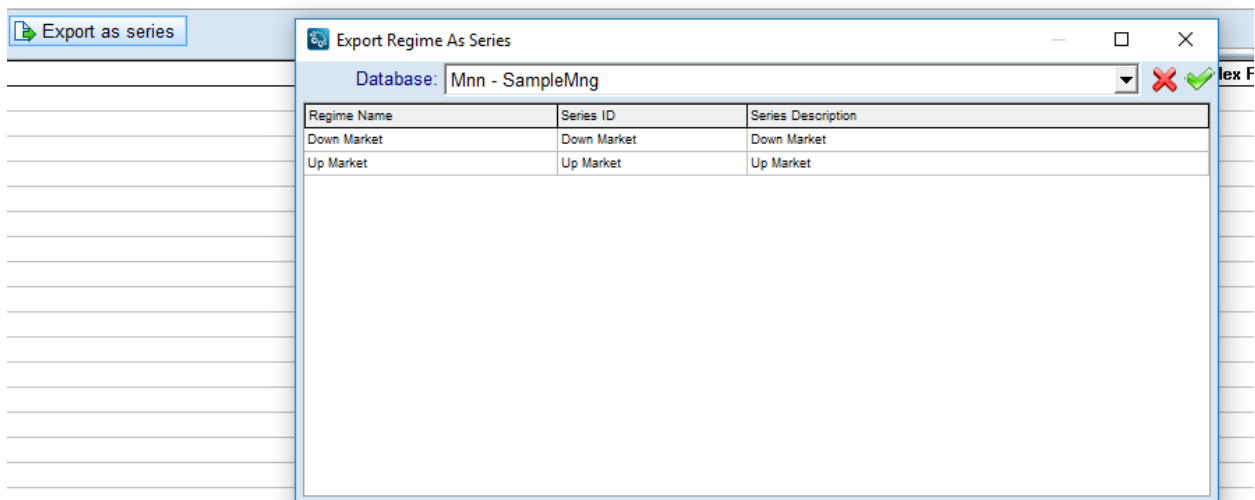 Export as series
Export Regime As Series
Database: Mnn - SampleMng
lex F
Regime Name Series ID Series Description
Down Market Down Market Down Market
Up Market Up Market Up Market